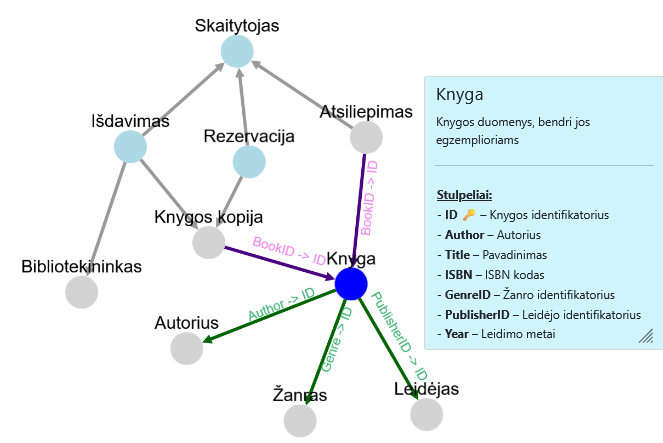 Skaitytojas
Išdavimas
Rezervacija
Atsiliepimas
Knygos kopija
BookID -> ID
BookID -> ID
Bibliotekininkas
Knyga
Author -> ID
Genre -> ID
PublisherID -> ID
Autorius
Žanras
Leidėjas
Knyga
Knygos duomenys, bendri jos
egzemplioriams
Stulpeliai:
- ID 🔑 – Knygos identifikatorius
- Author – Autorius
- Title – Pavadinimas
- ISBN – ISBN kodas
- GenreID – Žanro identifikatorius
- PublisherID – Leidėjo identifikatorius
- Year – Leidimo metai